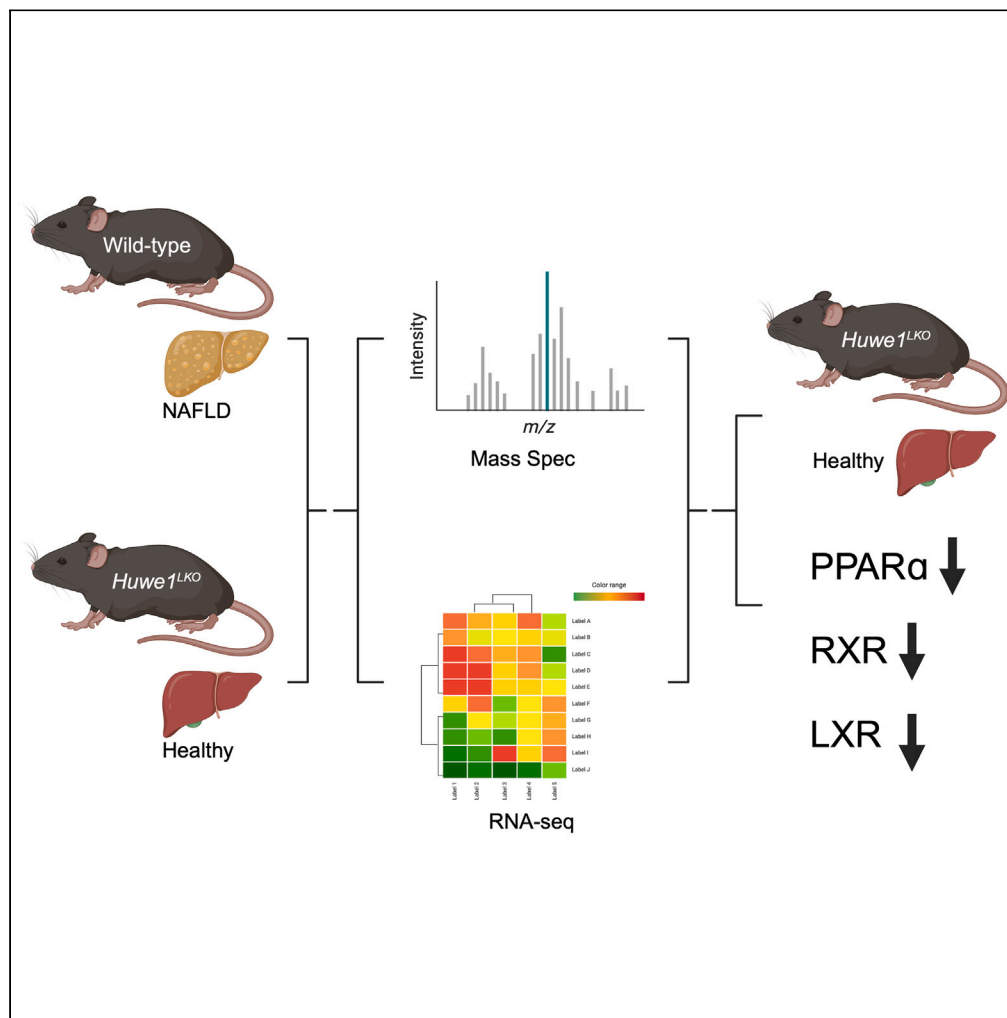 Wild-type
NAFLD
Huwe1LKO
Healthy
Intensity
m/z
Mass Spec
Color range
Label A
Label B
Label C
Label D
Label E
Label F
Label G
Label H
Label I
Label J
Label 1
Label 2
Label 3
Label 4
Label 5
RNA-seq
Huwe1LKO
Healthy
PPARα
RXR
LXR